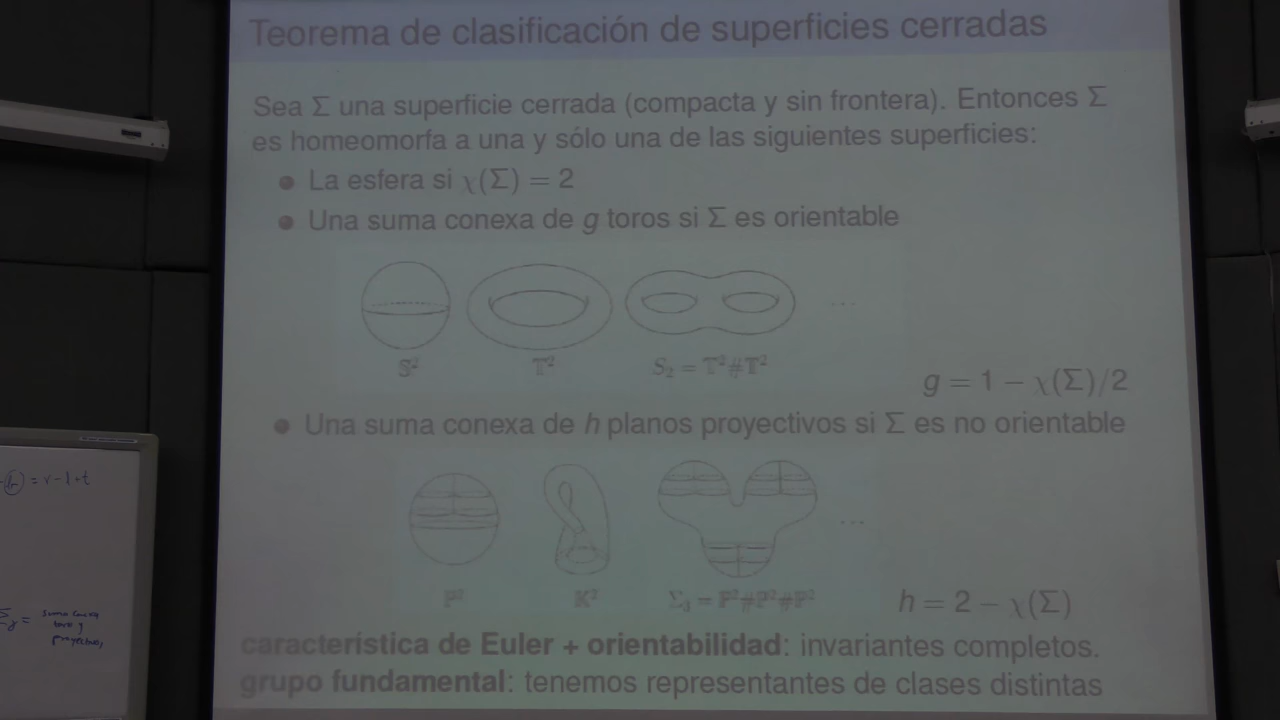 Teorema de clasificación de superficies cerradas
Sea Σ una superficie cerrada (compacta y sin frontera). Entonces Σ
es homeomorfa a una y sólo una de las siguientes superficies:
● La esfera si χ(Σ) = 2
● Una suma conexa de g toros si Σ es orientable
...
𝕊² 𝕋² S₂ = 𝕋²#𝕋²
g = 1 − χ(Σ)/2
● Una suma conexa de h planos proyectivos si Σ es no orientable
...
ℙ² 𝕂² Σ₃ = ℙ²#ℙ²#ℙ²
h = 2 − χ(Σ)
característica de Euler + orientabilidad: invariantes completos.
grupo fundamental: tenemos representantes de clases distintas
= v - l + t
suma
toro y